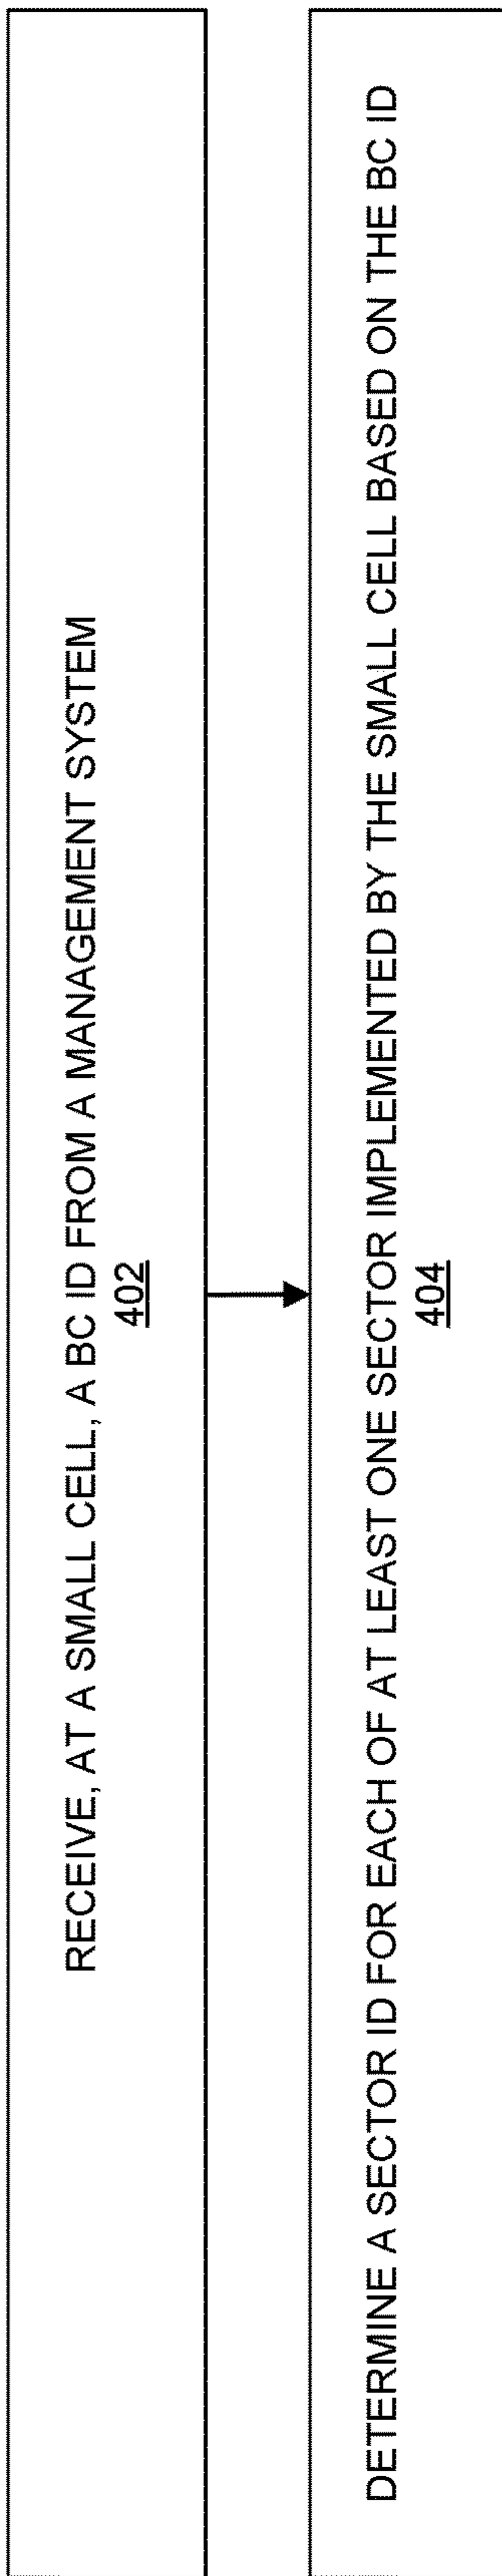 RECEIVE, AT A SMALL CELL, A BC ID FROM A MANAGEMENT SYSTEM
402
DETERMINE A SECTOR ID FOR EACH OF AT LEAST ONE SECTOR IMPLEMENTED BY THE SMALL CELL BASED ON THE BC ID
404